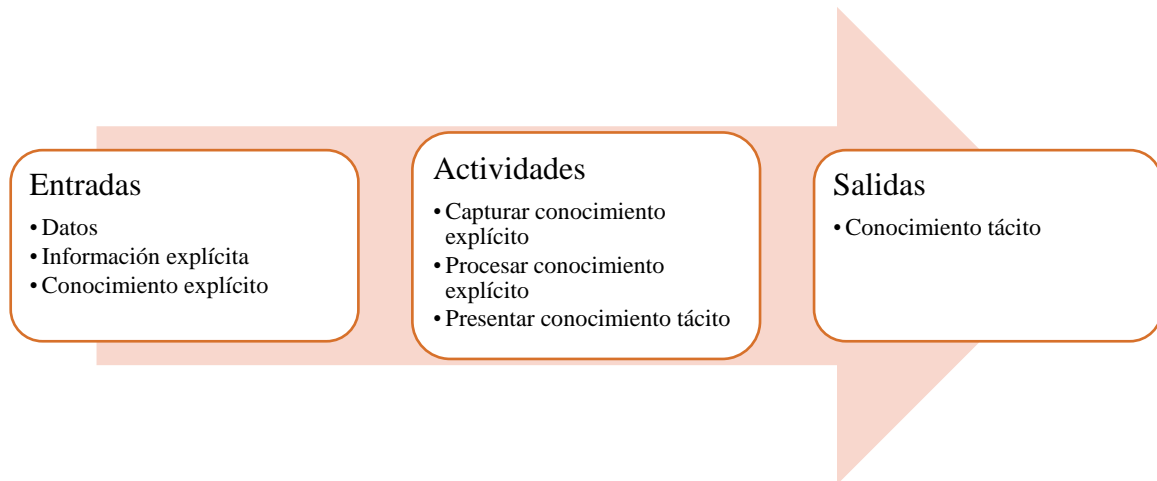 Entradas
• Datos
• Información explícita
• Conocimiento explícito
Actividades
• Capturar conocimiento
explícito
• Procesar conocimiento
explícito
• Presentar conocimiento tácito
Salidas
• Conocimiento tácito